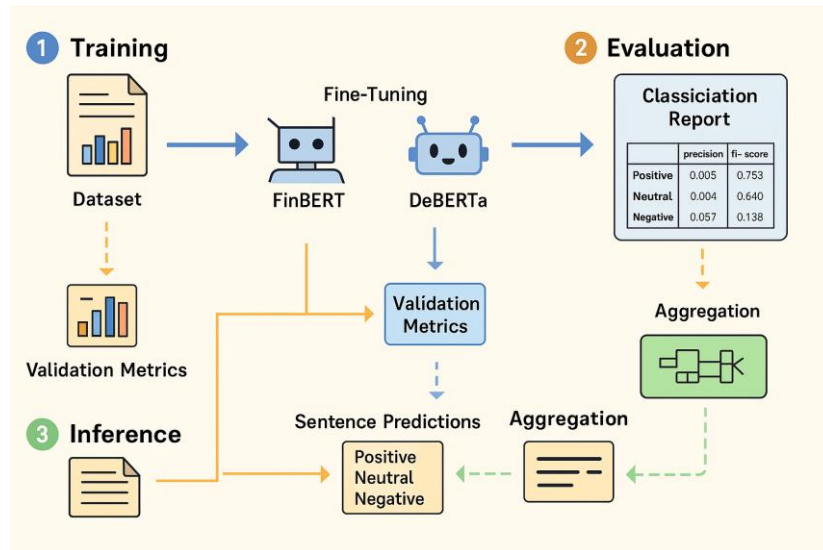 1 Training
2 Evaluation
Fine-Tuning
Dataset
FinBERT
DeBERTa
Classiciation
Report
precision fi- score
Positive 0.005 0.753
Neutral 0.004 0.640
Negative 0.057 0.138
Validation Metrics
Validation
Metrics
Aggregation
3 Inference
Sentence Predictions
Positive
Neutral
Negative
Aggregation